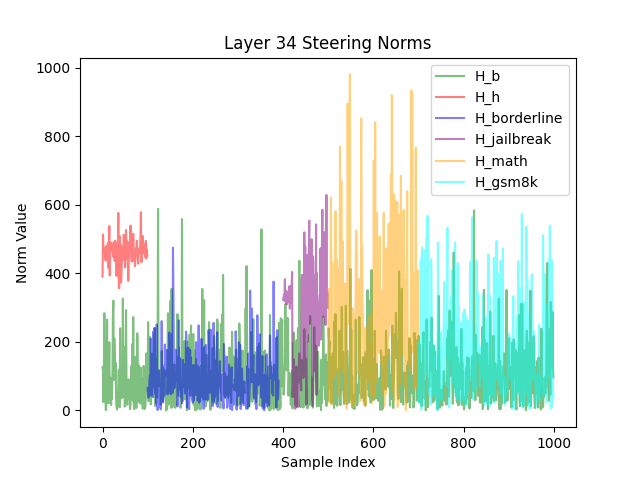 Layer 34 Steering Norms
H_b
H_h
H_borderline
H_jailbreak
H_math
H_gsm8k
Norm Value
1000
800
600
400
200
0
0
200
400
600
800
1000
Sample Index